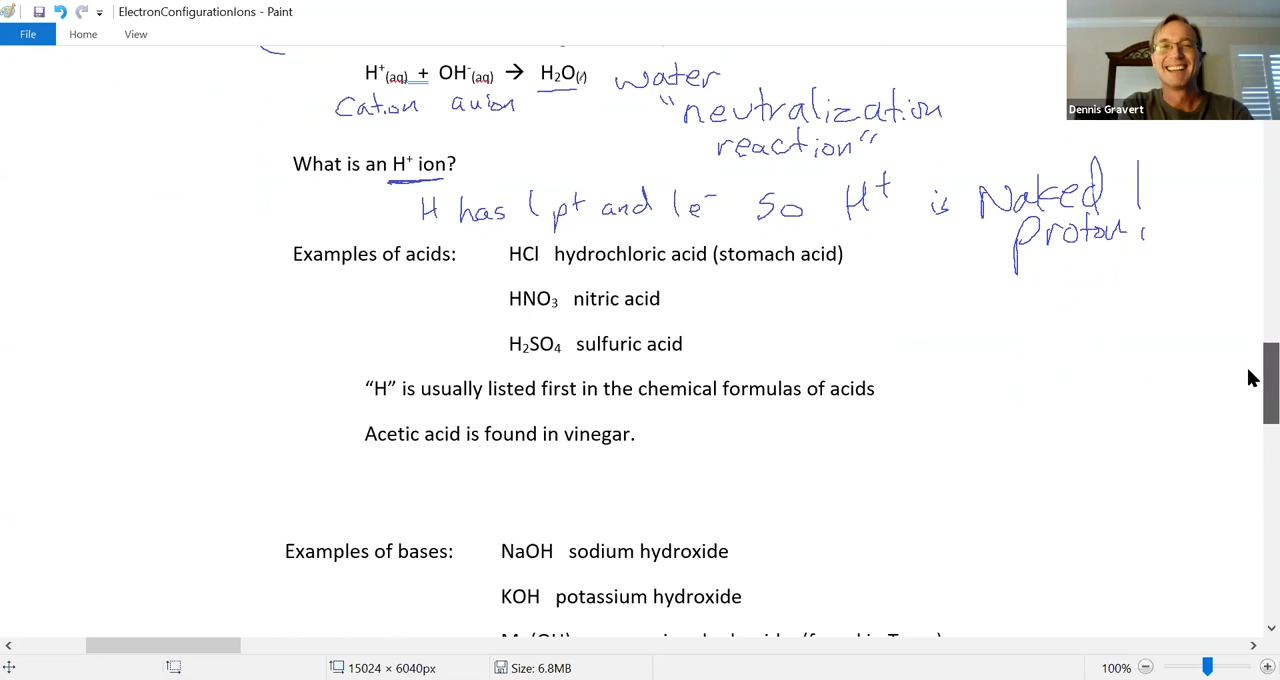 ElectronConfigurationIons - Paint
File Home View
Dennis Gravert
H⁺(aq) + OH⁻(aq) → H₂O(l) water
cation anion "neutralization
reaction"
What is an H⁺ ion?
H has 1 p⁺ and 1 e⁻ so H⁺ is Naked
proton!
Examples of acids: HCl hydrochloric acid (stomach acid)
HNO₃ nitric acid
H₂SO₄ sulfuric acid
“H” is usually listed first in the chemical formulas of acids
Acetic acid is found in vinegar.
Examples of bases: NaOH sodium hydroxide
KOH potassium hydroxide
15024 × 6040px Size: 6.8MB 100%